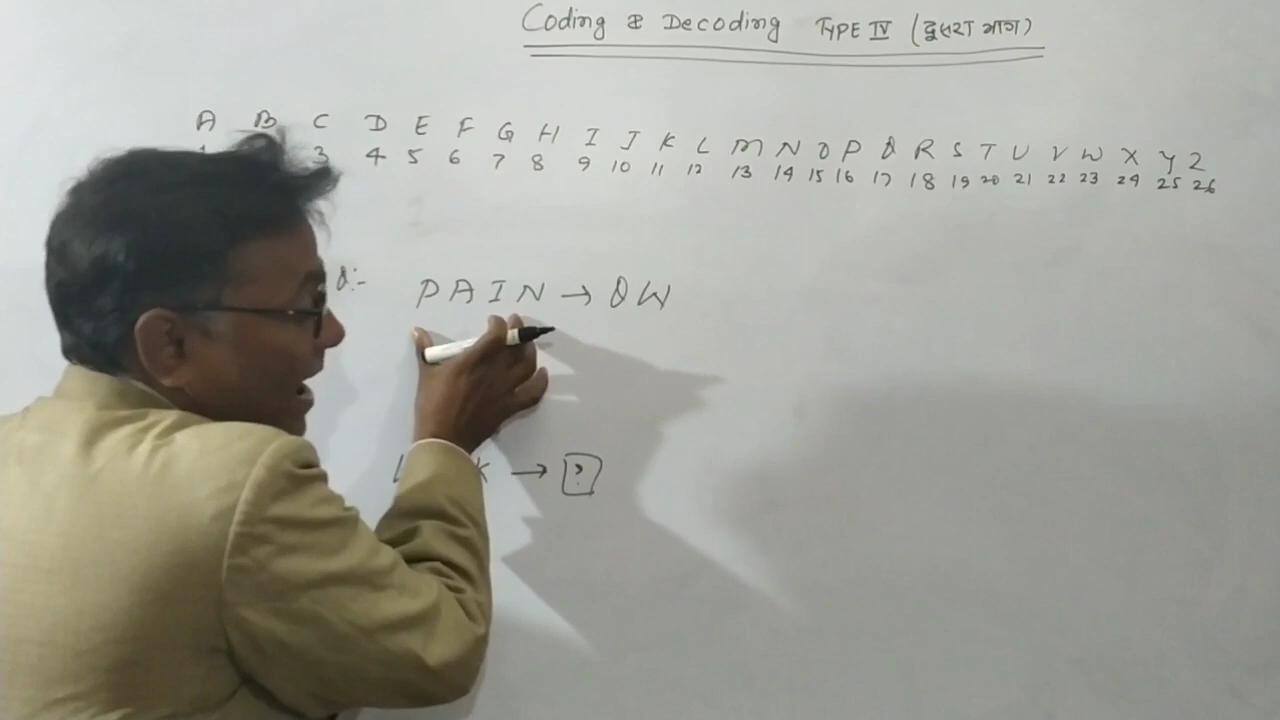 Coding & Decoding TYPE IV (दुसरा भाग)
A B C D E F G H I J K L M N O P Q R S T U V W X Y Z
3 4 5 6 7 8 9 10 11 12 13 14 15 16 17 18 19 20 21 22 23 24 25 26
Q:- PAIN → QW
K → ?